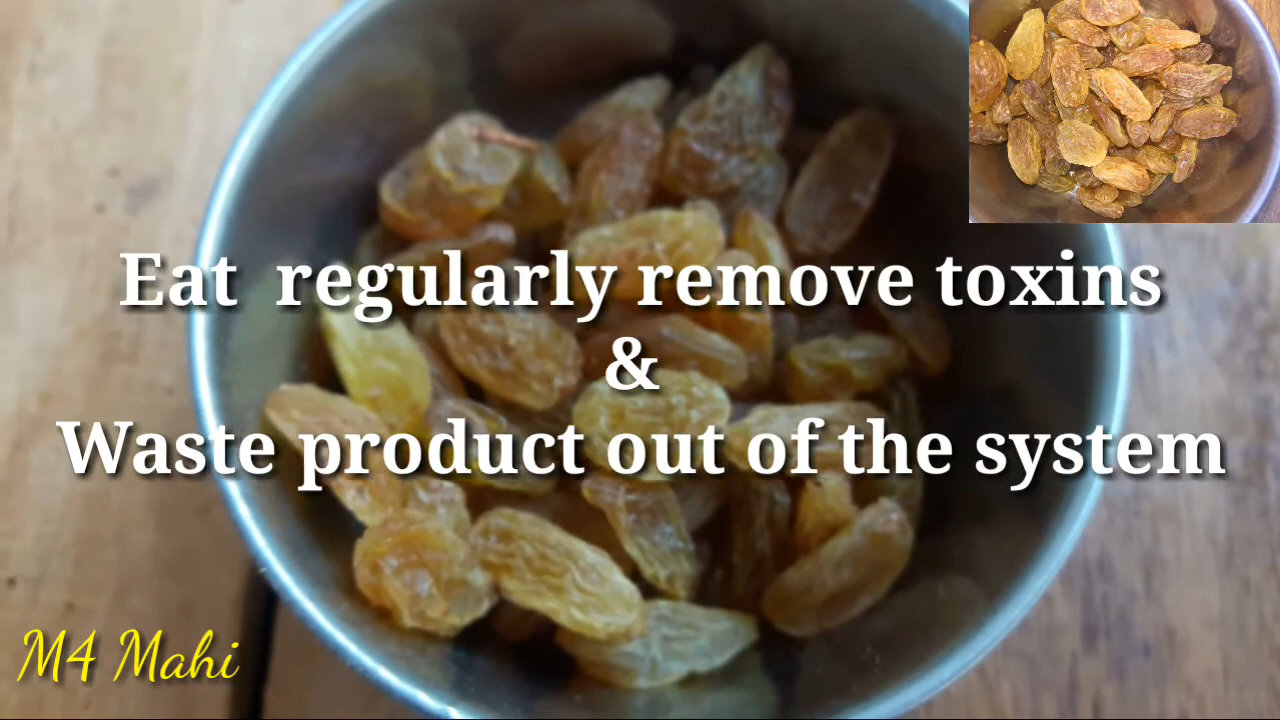 Eat regularly remove toxins
&
Waste product out of the system
M4 Mahi